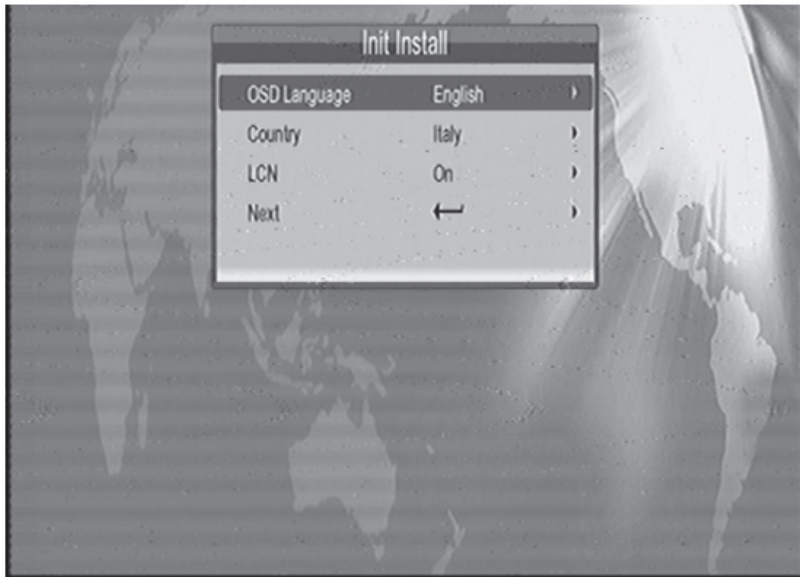 Init Install
OSD Language English
Country Italy
LCN On
Next